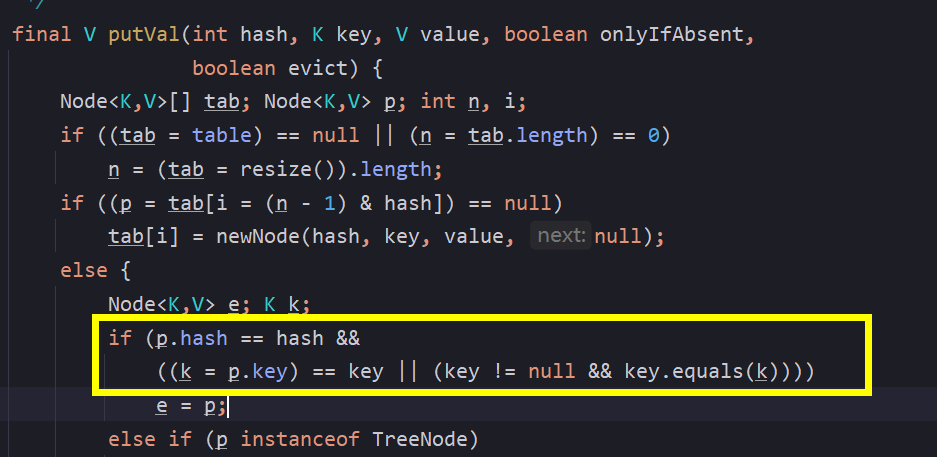 */
final V putVal(int hash, K key, V value, boolean onlyIfAbsent,
boolean evict) {
Node<K,V>[] tab; Node<K,V> p; int n, i;
if ((tab = table) == null || (n = tab.length) == 0)
n = (tab = resize()).length;
if ((p = tab[i = (n - 1) & hash]) == null)
tab[i] = newNode(hash, key, value, next: null);
else {
Node<K,V> e; K k;
if (p.hash == hash &&
((k = p.key) == key || (key != null && key.equals(k))))
e = p;
else if (p instanceof TreeNode)